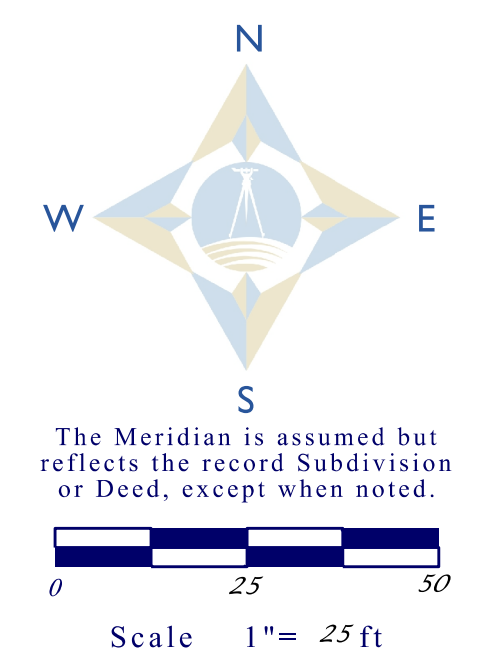 N
W E
S
The Meridian is assumed but
reflects the record Subdivision
or Deed, except when noted.
0 25 50
Scale 1"= 25 ft